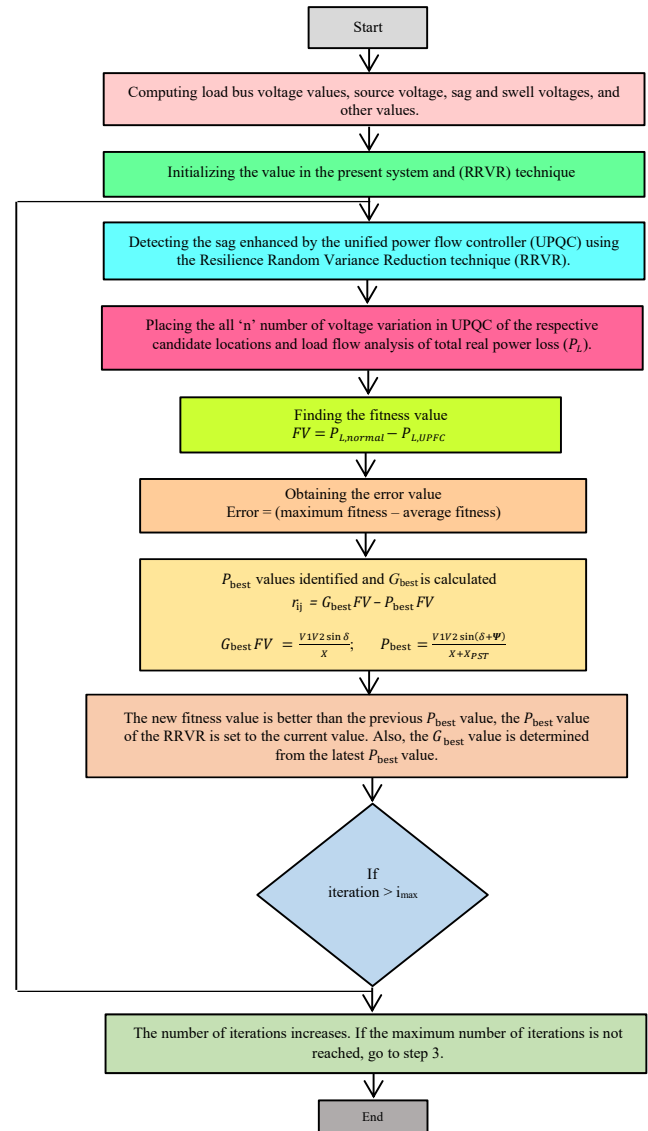 Start
Computing load bus voltage values, source voltage, sag and swell voltages, and
other values.
Initializing the value in the present system and (RRVR) technique
Detecting the sag enhanced by the unified power flow controller (UPQC) using
the Resilience Random Variance Reduction technique (RRVR).
Placing the all ‘n’ number of voltage variation in UPQC of the respective
candidate locations and load flow analysis of total real power loss (P_L).
Finding the fitness value
FV = P_{L,normal} − P_{L,UPFC}
Obtaining the error value
Error = (maximum fitness – average fitness)
P_best values identified and G_best is calculated
r_ij = G_best FV – P_best FV
G_best FV = \frac{V1V2 sin δ}{X}; P_best = \frac{V1V2 sin(δ+Ψ)}{X+X_{PST}}
The new fitness value is better than the previous P_best value, the P_best value
of the RRVR is set to the current value. Also, the G_best value is determined
from the latest P_best value.
If
iteration > i_max
The number of iterations increases. If the maximum number of iterations is not
reached, go to step 3.
End